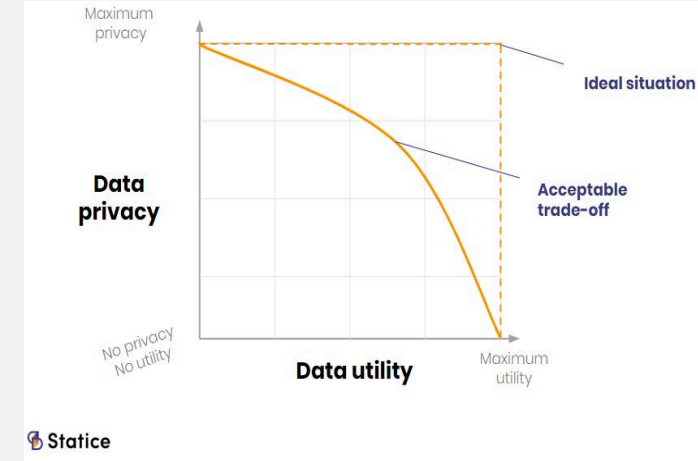 Maximum
privacy
Ideal situation
Data
privacy
Acceptable
trade-off
No privacy
No utility
Data utility
Maximum
utility
Statice